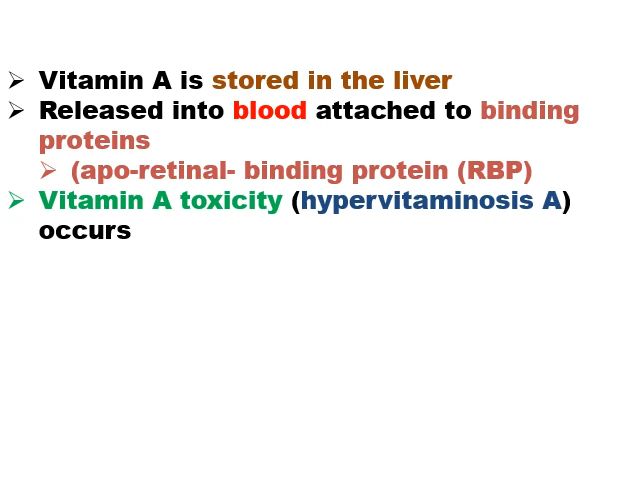 ➢ Vitamin A is stored in the liver
➢ Released into blood attached to binding
proteins
➢ (apo-retinal- binding protein (RBP)
➢ Vitamin A toxicity (hypervitaminosis A)
occurs